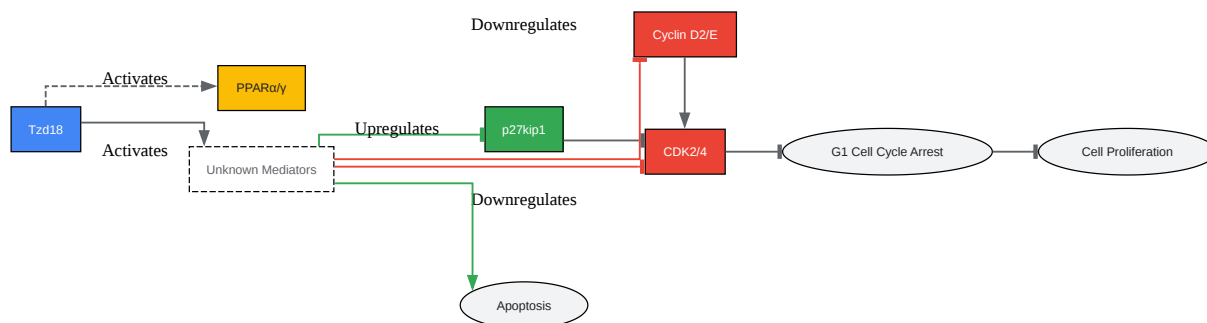 Downregulates
Cyclin D2/E
Activates
PPARα/γ
Tzd18
Upregulates
p27kip1
Activates
Unknown Mediators
CDK2/4
G1 Cell Cycle Arrest
Cell Proliferation
Downregulates
Apoptosis